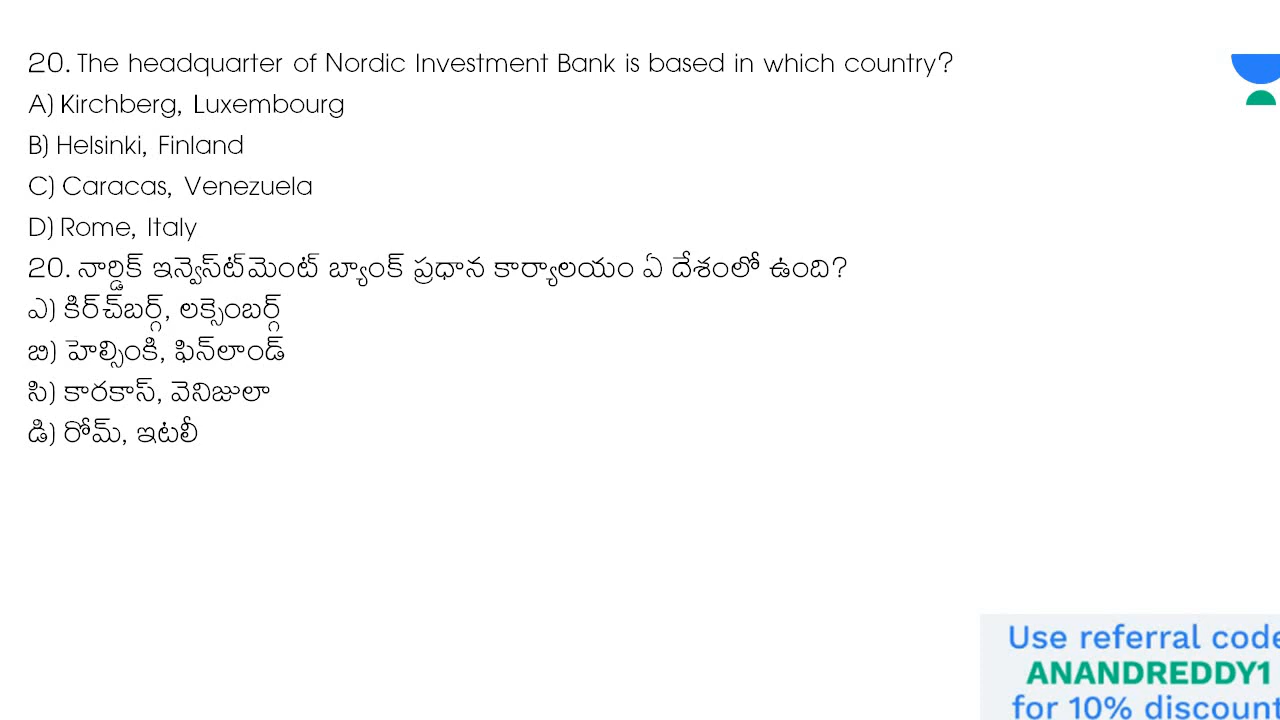 20. The headquarter of Nordic Investment Bank is based in which country?
A) Kirchberg, Luxembourg
B) Helsinki, Finland
C) Caracas, Venezuela
D) Rome, Italy
20. నార్డిక్ ఇన్వెస్ట్‌మెంట్ బ్యాంక్ ప్రధాన కార్యాలయం ఏ దేశంలో ఉంది?
ఎ) కిర్చ్‌బర్గ్, లక్సెంబర్గ్
బి) హెల్సింకి, ఫిన్‌లాండ్
సి) కారకాస్, వెనిజులా
డి) రోమ్, ఇటలీ
Use referral code
ANANDREDDY1
for 10% discount